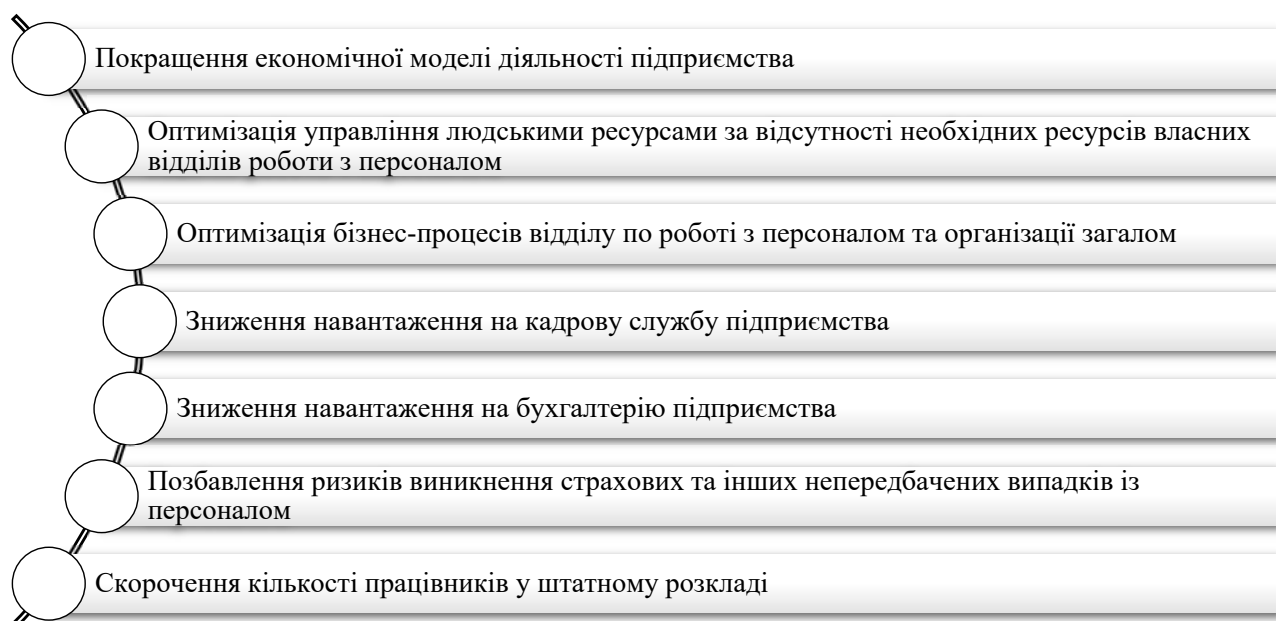 Покращення економічної моделі діяльності підприємства
Оптимізація управління людськими ресурсами за відсутності необхідних ресурсів власних
відділів роботи з персоналом
Оптимізація бізнес-процесів відділу по роботі з персоналом та організації загалом
Зниження навантаження на кадрову службу підприємства
Зниження навантаження на бухгалтерію підприємства
Позбавлення ризиків виникнення страхових та інших непередбачених випадків із
персоналом
Скорочення кількості працівників у штатному розкладі